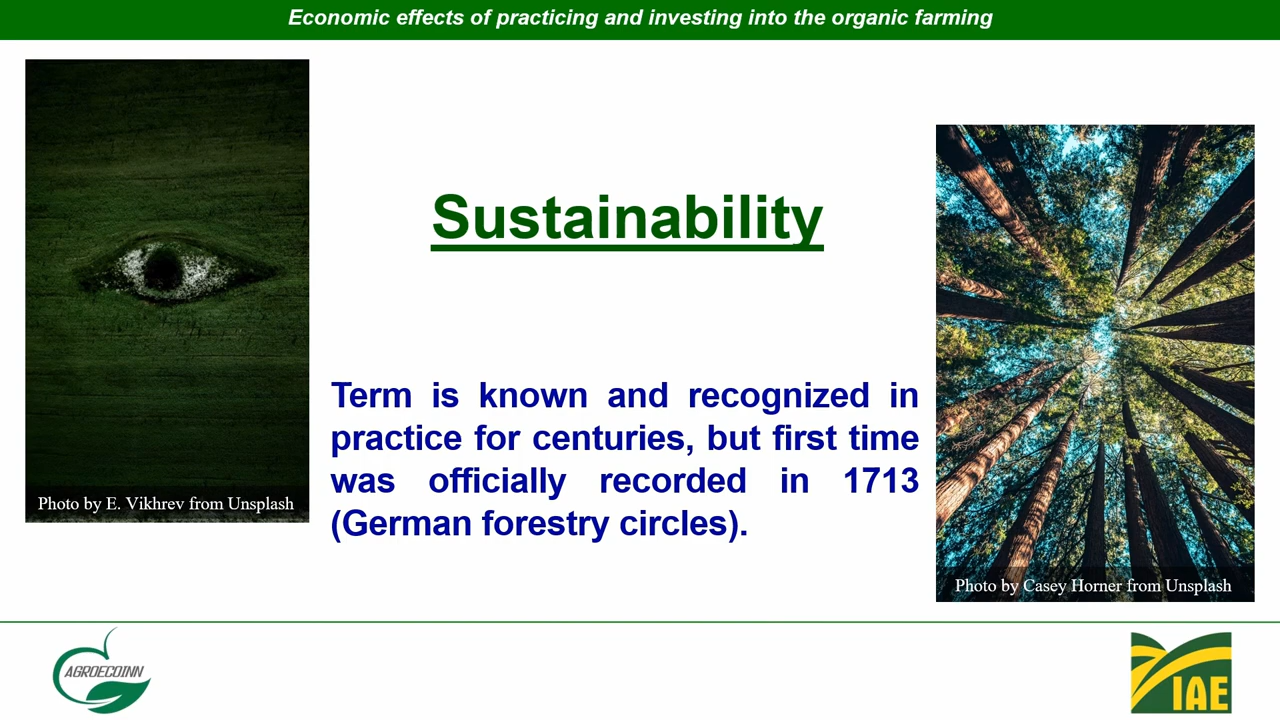 Economic effects of practicing and investing into the organic farming
Sustainability
Term is known and recognized in
practice for centuries, but first time
was officially recorded in 1713
(German forestry circles).
Photo by E. Vikhrev from Unsplash
Photo by Casey Horner from Unsplash
AGROECOINN
IAE